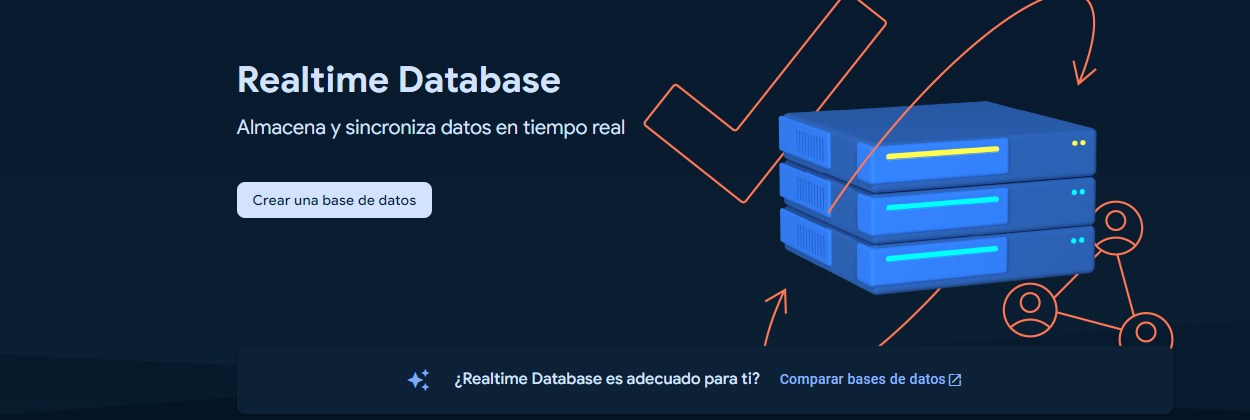 Realtime Database
Almacena y sincroniza datos en tiempo real
Crear una base de datos
¿Realtime Database es adecuado para ti? Comparar bases de datos